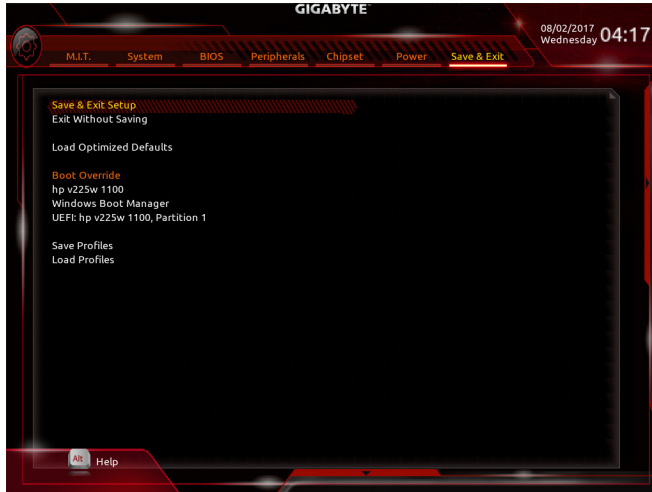 GIGABYTE™
08/02/2017
Wednesday 04:17
M.I.T. System BIOS Peripherals Chipset Power Save & Exit
Save & Exit Setup
Exit Without Saving
Load Optimized Defaults
Boot Override
hp v225w 1100
Windows Boot Manager
UEFI: hp v225w 1100, Partition 1
Save Profiles
Load Profiles
Alt Help